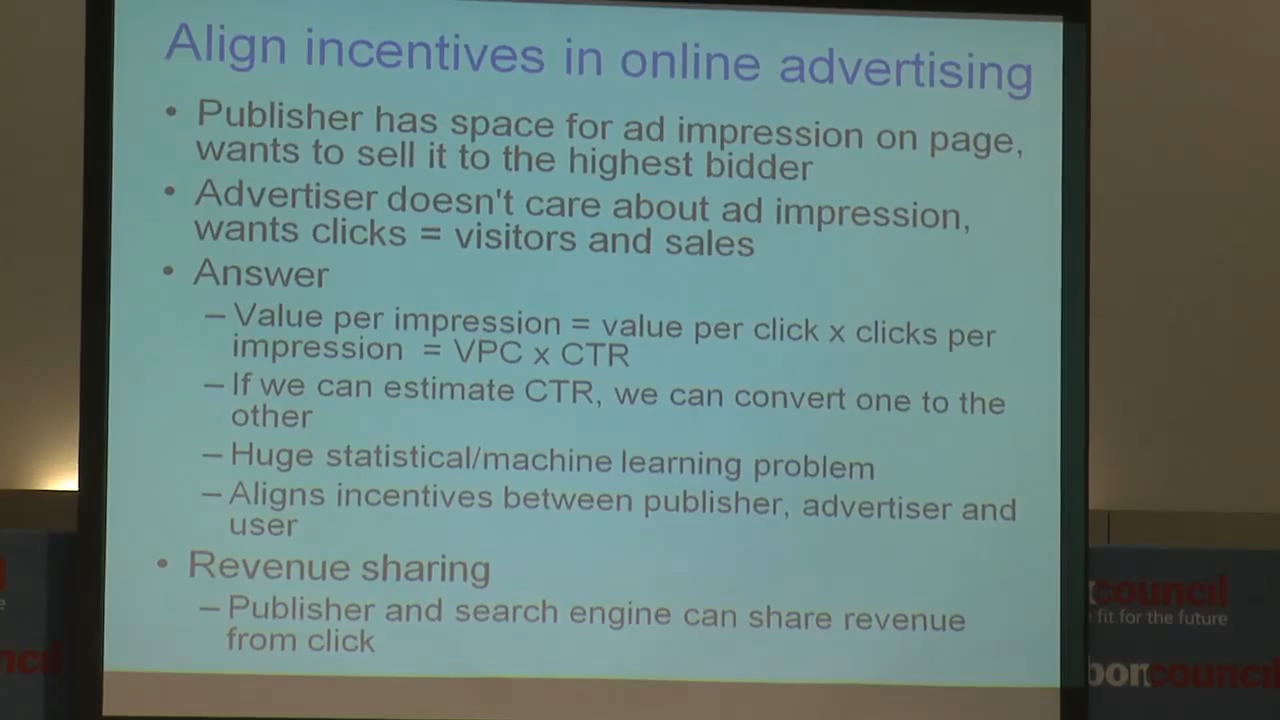 Align incentives in online advertising
• Publisher has space for ad impression on page,
wants to sell it to the highest bidder
• Advertiser doesn't care about ad impression,
wants clicks = visitors and sales
• Answer
– Value per impression = value per click x clicks per
impression = VPC x CTR
– If we can estimate CTR, we can convert one to the
other
– Huge statistical/machine learning problem
– Aligns incentives between publisher, advertiser and
user
• Revenue sharing
– Publisher and search engine can share revenue
from click
council
fit for the future
council